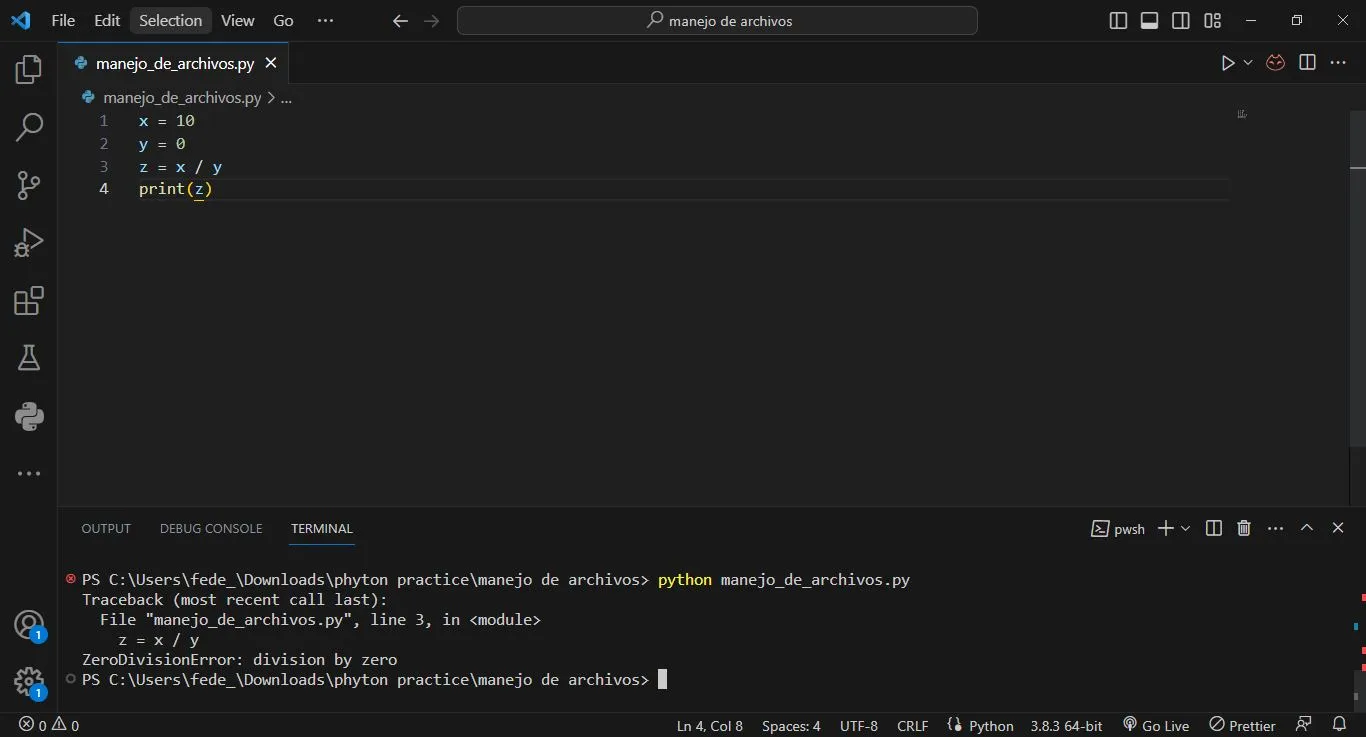 File Edit Selection View Go ··· manejo de archivos
manejo_de_archivos.py
manejo_de_archivos.py > ...
1 x = 10
2 y = 0
3 z = x / y
4 print(z)
OUTPUT DEBUG CONSOLE TERMINAL pwsh
PS C:\Users\fede_\Downloads\phyton practice\manejo de archivos> python manejo_de_archivos.py
Traceback (most recent call last):
File "manejo_de_archivos.py", line 3, in <module>
z = x / y
ZeroDivisionError: division by zero
PS C:\Users\fede_\Downloads\phyton practice\manejo de archivos>
1
1
0 0 Ln 4, Col 8 Spaces: 4 UTF-8 CRLF Python 3.8.3 64-bit Go Live Prettier